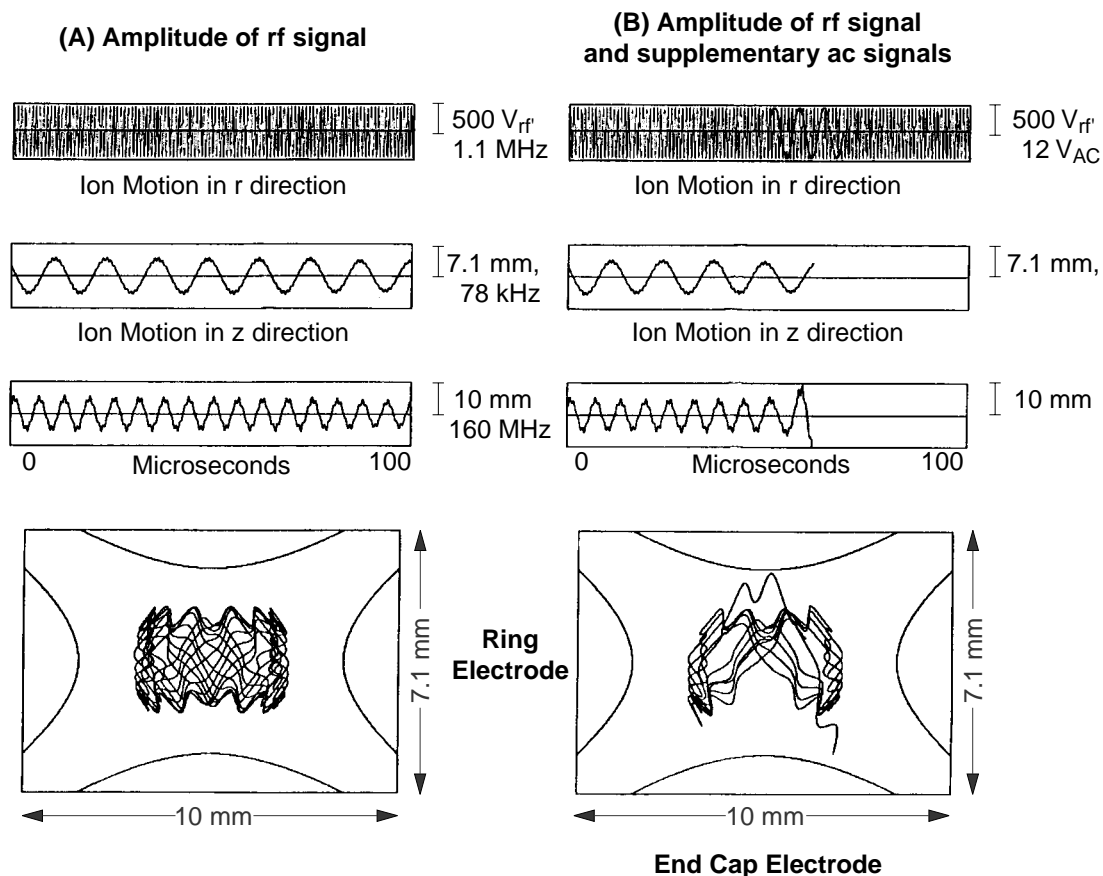 (A) Amplitude of rf signal
(B) Amplitude of rf signal
and supplementary ac signals
500 Vrf'
1.1 MHz
Ion Motion in r direction
500 Vrf'
12 VAC
Ion Motion in r direction
7.1 mm,
78 kHz
Ion Motion in z direction
7.1 mm,
Ion Motion in z direction
10 mm
160 MHz
0
Microseconds
100
10 mm
0
Microseconds
100
7.1 mm
10 mm
Ring
Electrode
7.1 mm
10 mm
End Cap Electrode